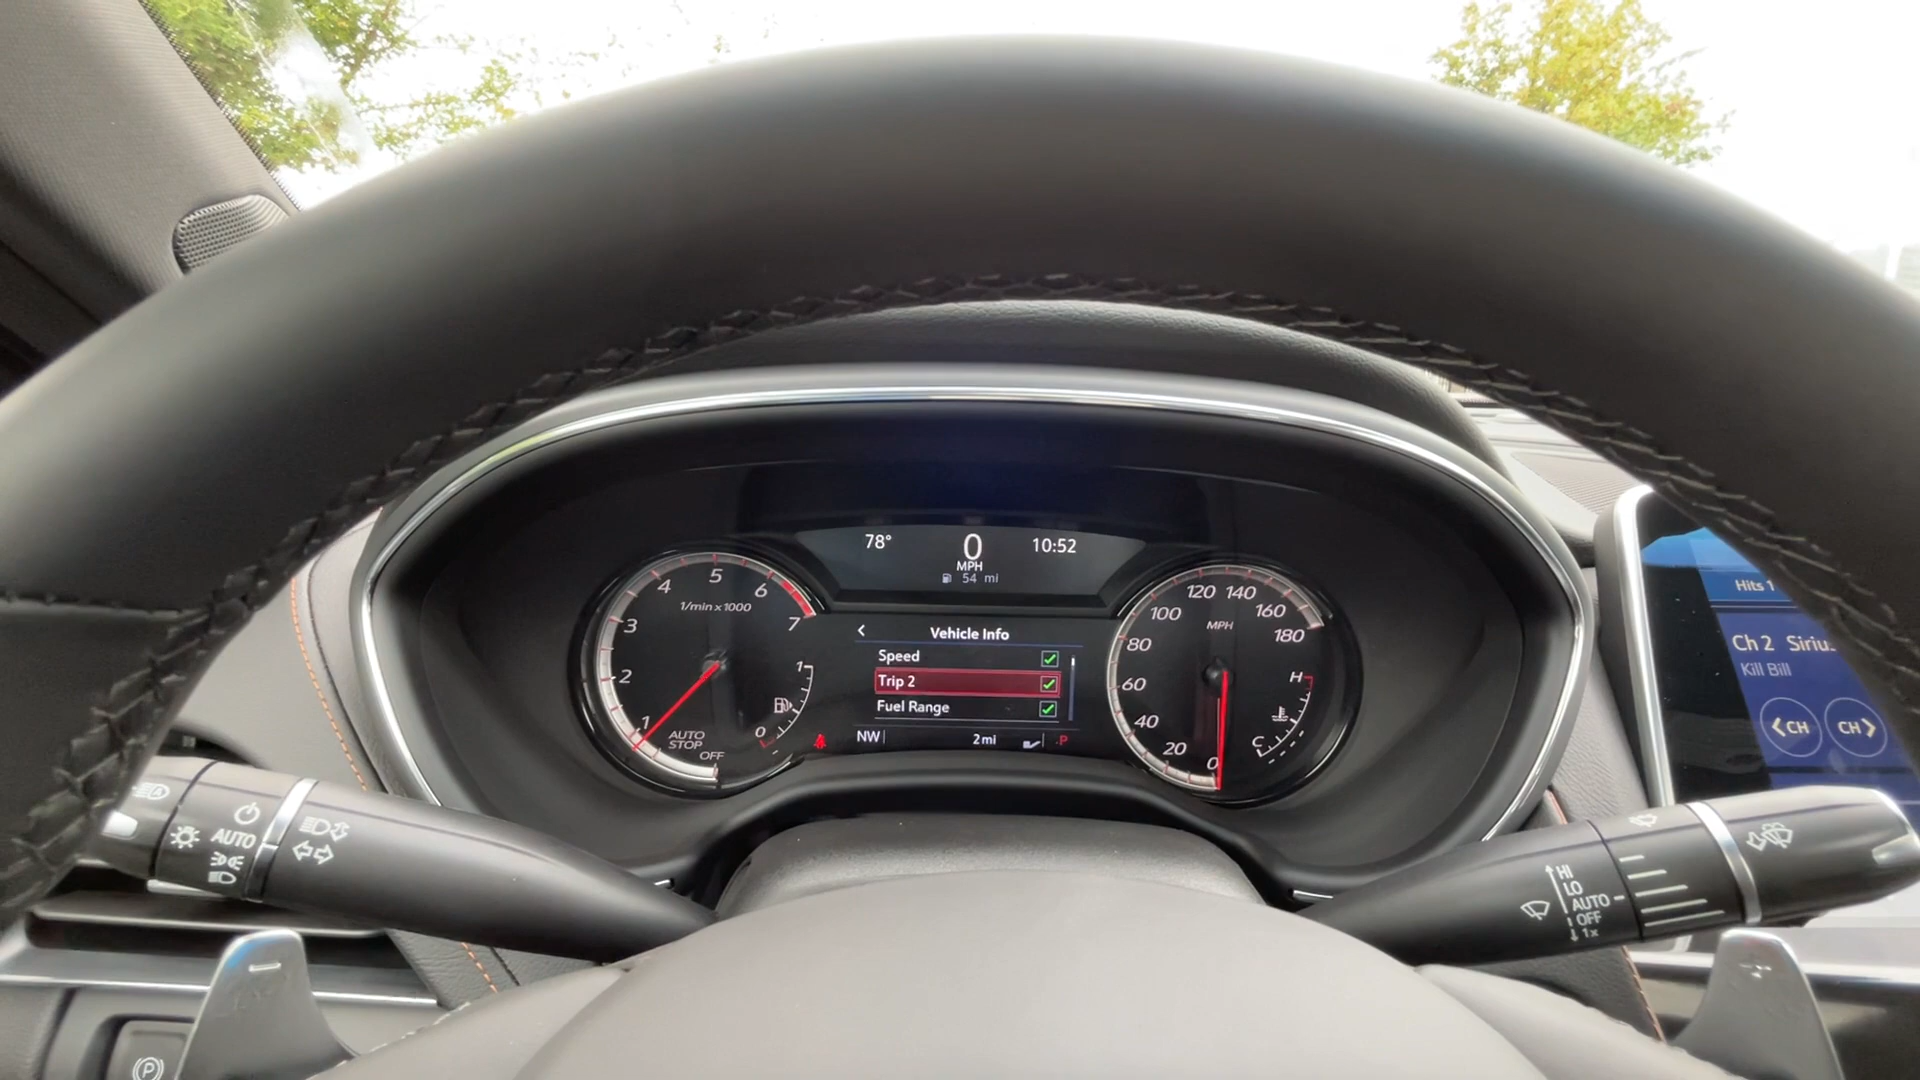 78°
0
MPH
54 mi
10:52
1/min x 1000
1
2
3
4
5
6
7
AUTO
STOP
OFF
1
0
<
Vehicle Info
Speed
Trip 2
Fuel Range
NW
2 mi
P
MPH
0
20
40
60
80
100
120
140
160
180
H
C
Hits 1
Ch 2
Kill Bill
<CH
CH>
A
AUTO
HI
LO
AUTO
OFF
1x
−
+
P